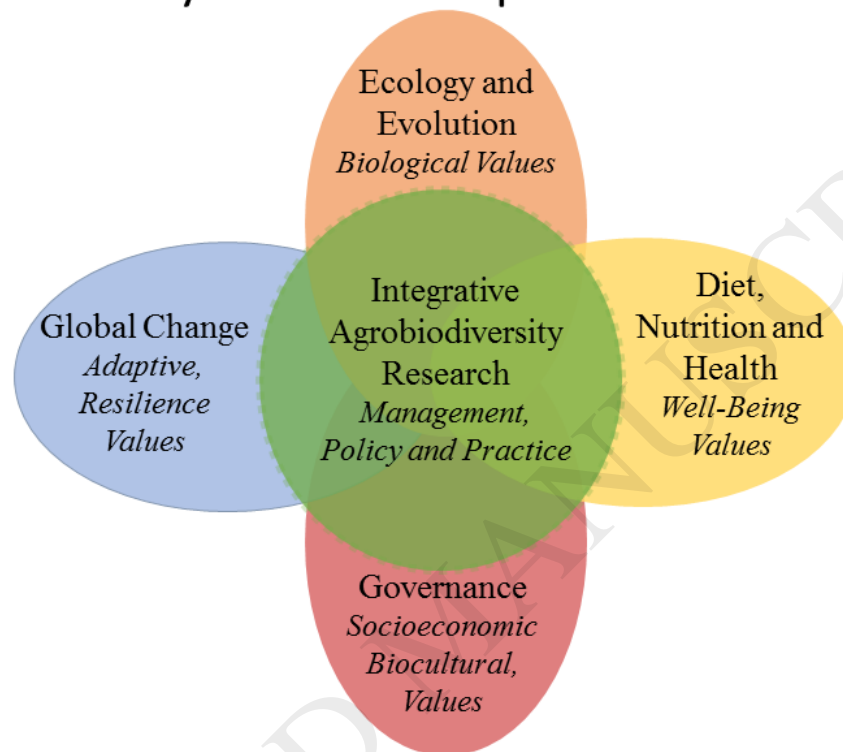 Ecology and
Evolution
Biological Values
Global Change
Adaptive,
Resilience
Values
Integrative
Agrobiodiversity
Research
Management,
Policy and Practice
Diet,
Nutrition and
Health
Well-Being
Values
Governance
Socioeconomic
Biocultural,
Values